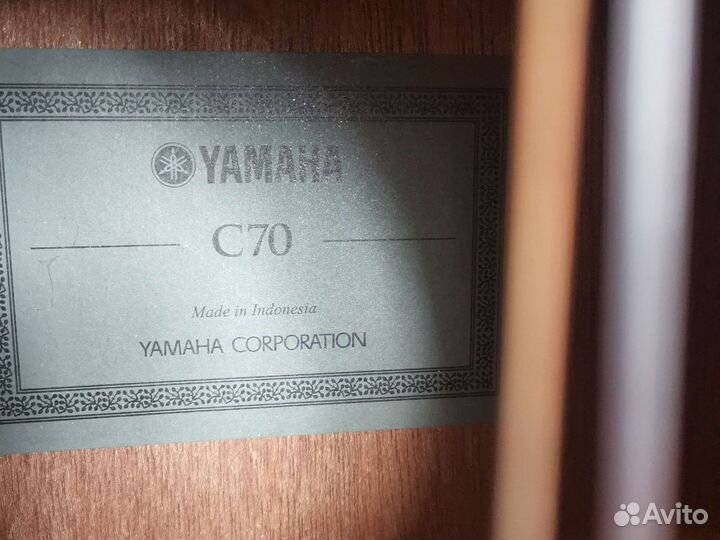 YAMAHA
C70
Made in Indonesia
YAMAHA CORPORATION
Avito